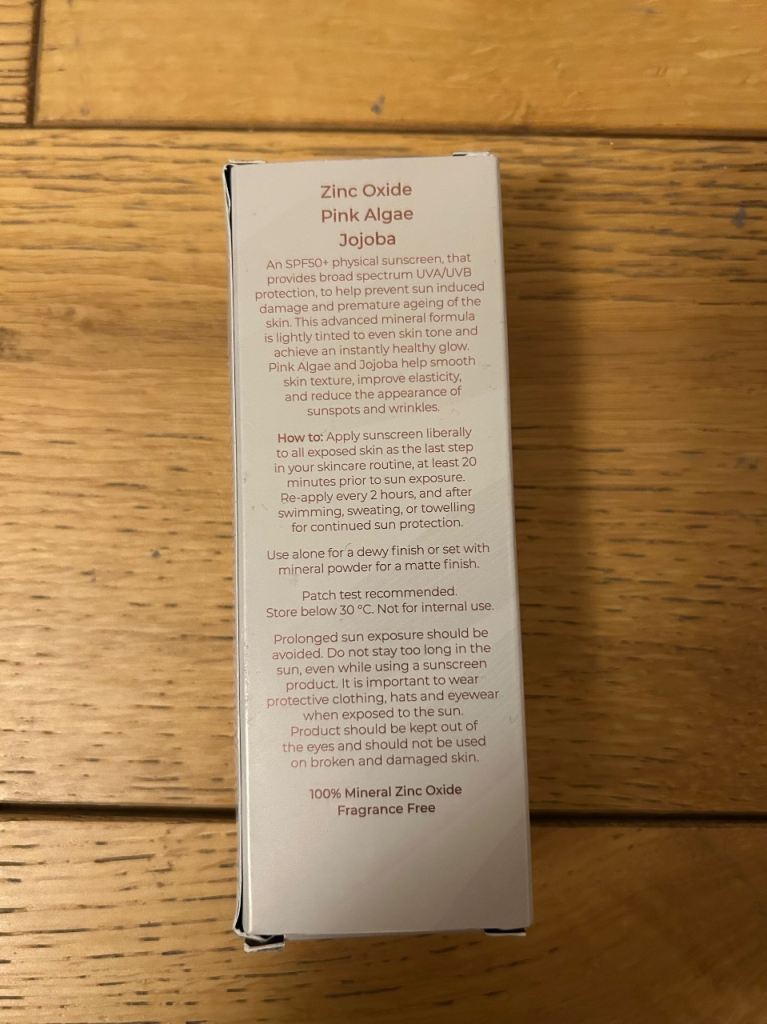 Zinc Oxide
Pink Algae
Jojoba
An SPF50+ physical sunscreen, that
provides broad spectrum UVA/UVB
protection, to help prevent sun induced
damage and premature ageing of the
skin. This advanced mineral formula
is lightly tinted to even skin tone and
achieve an instantly healthy glow.
Pink Algae and Jojoba help smooth
skin texture, improve elasticity,
and reduce the appearance of
sunspots and wrinkles.
How to: Apply sunscreen liberally
to all exposed skin as the last step
in your skincare routine, at least 20
minutes prior to sun exposure.
Re-apply every 2 hours, and after
swimming, sweating, or towelling
for continued sun protection.
Use alone for a dewy finish or set with
mineral powder for a matte finish.
Patch test recommended.
Store below 30 °C. Not for internal use.
Prolonged sun exposure should be
avoided. Do not stay too long in the
sun, even while using a sunscreen
product. It is important to wear
protective clothing, hats and eyewear
when exposed to the sun.
Product should be kept out of
the eyes and should not be used
on broken and damaged skin.
100% Mineral Zinc Oxide
Fragrance Free